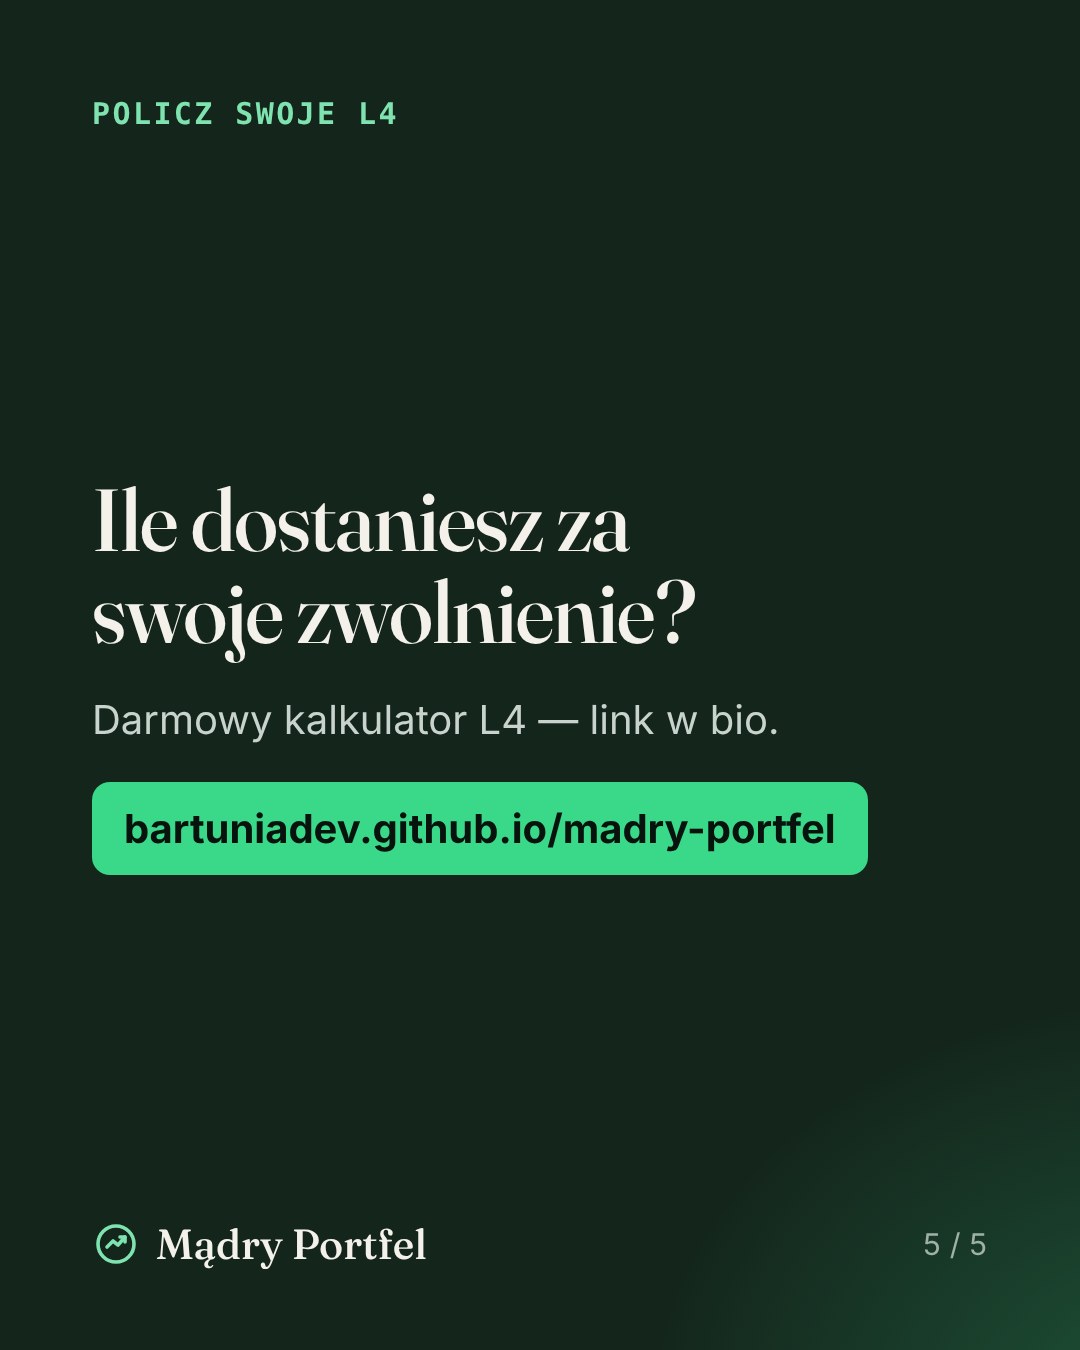 POLICZ SWOJE L4
Ile dostaniesz za
swoje zwolnienie?
Darmowy kalkulator L4 — link w bio.
bartuniadev.github.io/madry-portfel
Mądry Portfel
5 / 5